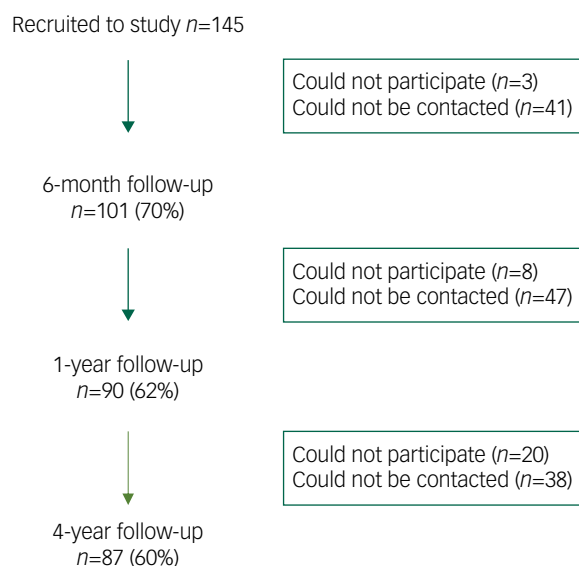 Recruited to study n=145
Could not participate (n=3)
Could not be contacted (n=41)
6-month follow-up
n=101 (70%)
Could not participate (n=8)
Could not be contacted (n=47)
1-year follow-up
n=90 (62%)
Could not participate (n=20)
Could not be contacted (n=38)
4-year follow-up
n=87 (60%)